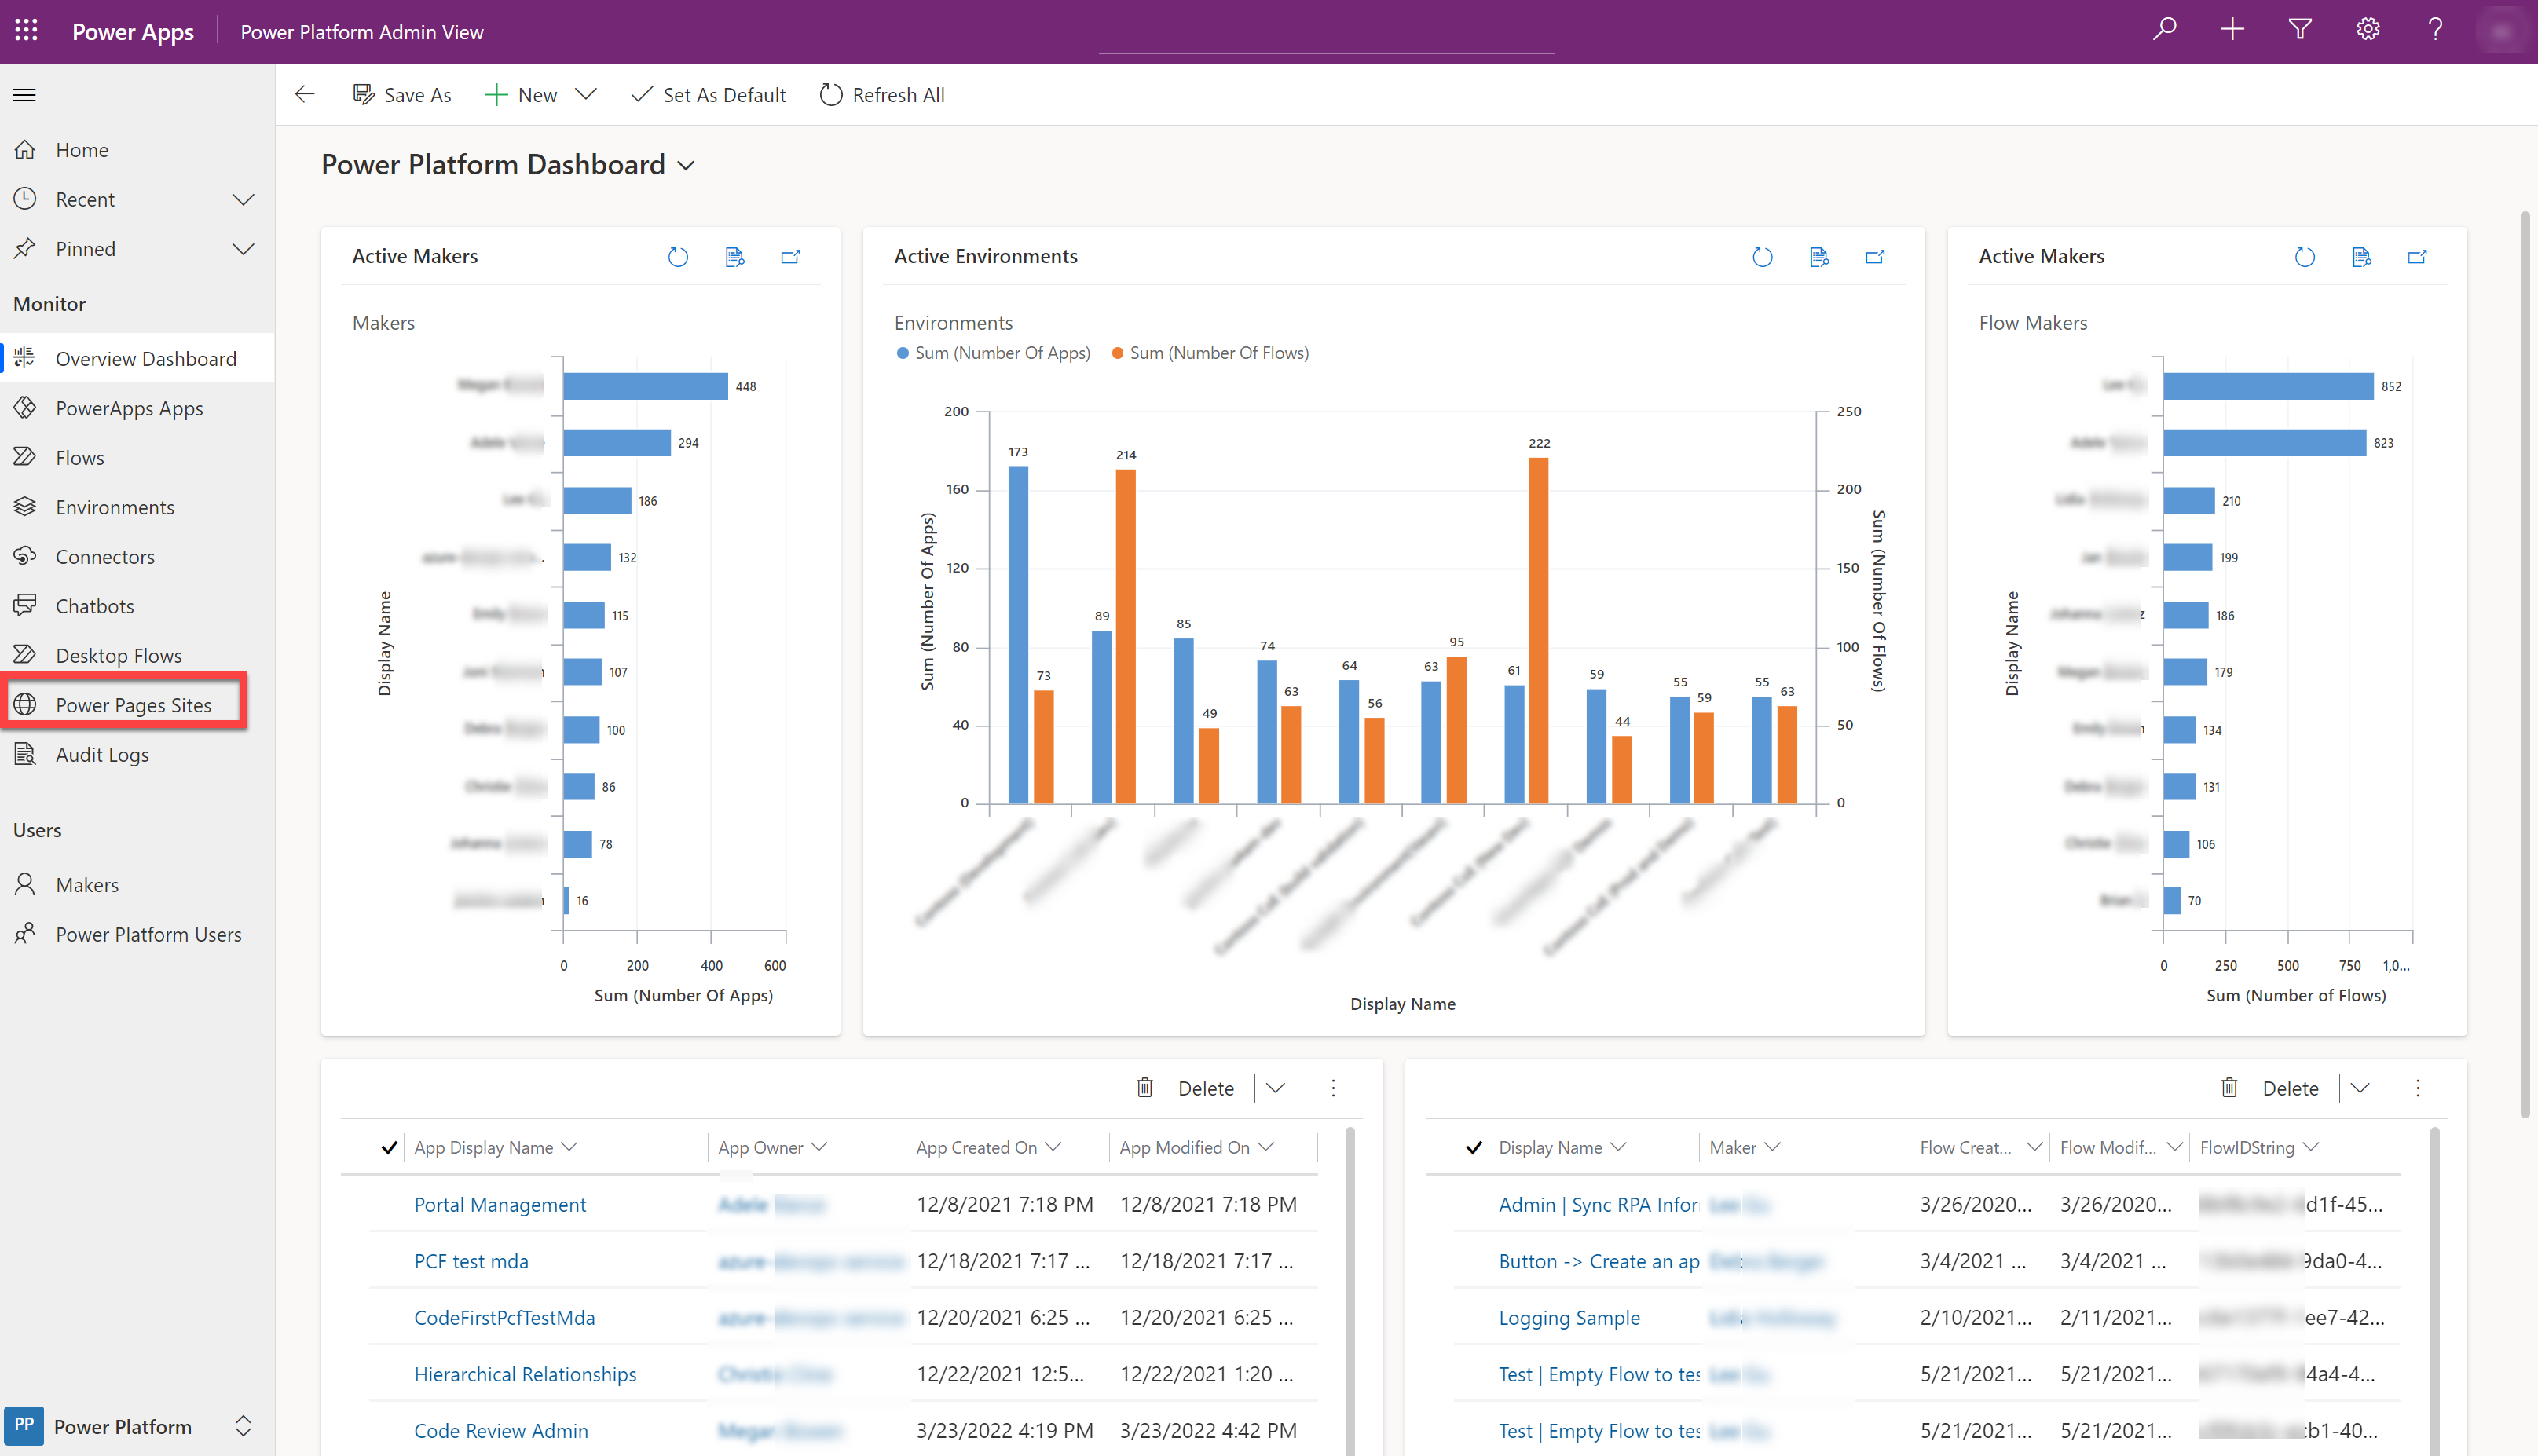 Power Apps
Power Platform Admin View
Save As
New
Set As Default
Refresh All
Home
Recent
Pinned
Monitor
Overview Dashboard
PowerApps Apps
Flows
Environments
Connectors
Chatbots
Desktop Flows
Power Pages Sites
Audit Logs
Users
Makers
Power Platform Users
PP Power Platform
Power Platform Dashboard
Active Makers
Makers
Display Name
448
294
186
132
115
107
100
86
78
16
0 200 400 600
Sum (Number Of Apps)
Active Environments
Environments
Sum (Number Of Apps) Sum (Number Of Flows)
Sum (Number Of Apps)
200
160
120
80
40
0
173 73
89 214
85 49
74 63
64 56
63 95
61 222
59 44
55 59
55 63
250
200
150
100
50
0
Sum (Number Of Flows)
Display Name
Active Makers
Flow Makers
Display Name
852
823
210
199
186
179
134
131
106
70
0 250 500 750 1,0...
Sum (Number of Flows)
Delete
App Display Name App Owner App Created On App Modified On
Portal Management Adele 12/8/2021 7:18 PM 12/8/2021 7:18 PM
PCF test mda 12/18/2021 7:17 ... 12/18/2021 7:17 ...
CodeFirstPcfTestMda 12/20/2021 6:25 ... 12/20/2021 6:25 ...
Hierarchical Relationships 12/22/2021 12:5... 12/22/2021 1:20 ...
Code Review Admin 3/23/2022 4:19 PM 3/23/2022 4:42 PM
Delete
Display Name Maker Flow Creat... Flow Modif... FlowIDString
Admin | Sync RPA Infor 3/26/2020... 3/26/2020... d1f-45...
Button -> Create an ap 3/4/2021 ... 3/4/2021 ... 9da0-4...
Logging Sample 2/10/2021... 2/11/2021... ee7-42...
Test | Empty Flow to tes 5/21/2021... 5/21/2021... 4a4-4...
Test | Empty Flow to tes 5/21/2021... 5/21/2021... b1-40...